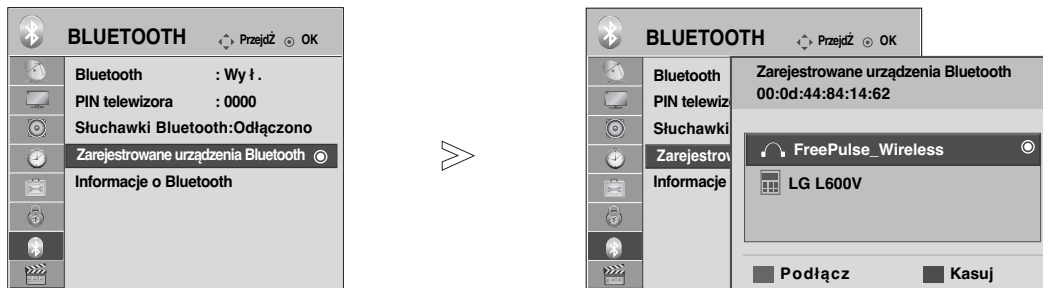 BLUETOOTH PrzejdŹ OK
Bluetooth : Wy ł .
PIN telewizora : 0000
Słuchawki Bluetooth:Odłączono
Zarejestrowane urządzenia Bluetooth
Informacje o Bluetooth
BLUETOOTH PrzejdŹ OK
Bluetooth
PIN telewiz
Słuchawki
Zarejestrow
Informacje
Zarejestrowane urządzenia Bluetooth
00:0d:44:84:14:62
FreePulse_Wireless
LG L600V
Podłącz Kasuj